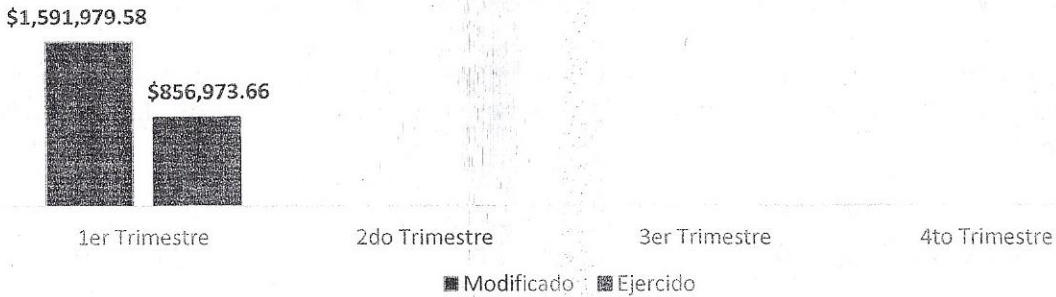 $1,591,979.58
$856,973.66
1er Trimestre 2do Trimestre 3er Trimestre 4to Trimestre
Modificado Ejercido